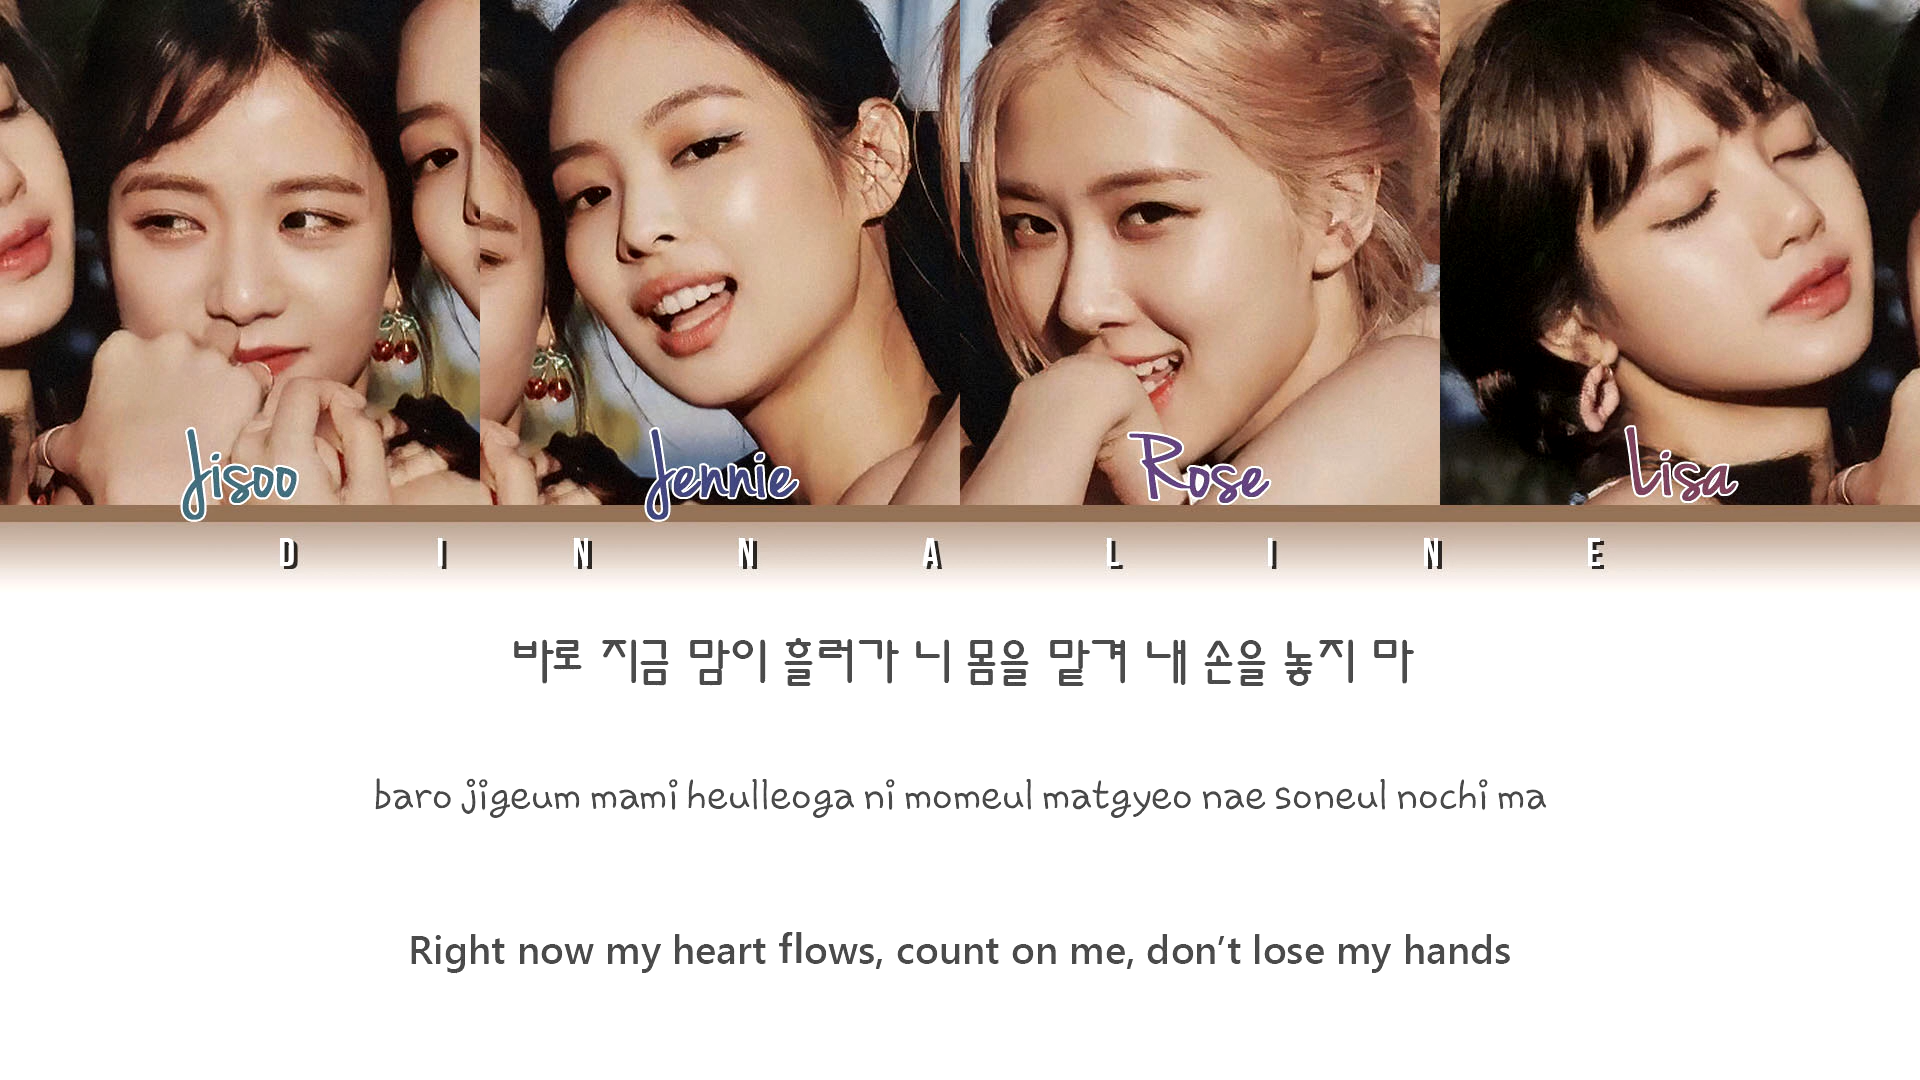 Jisoo Jennie Rose Lisa
DINNA LINE
바로 지금 맘이 흘러가 니 몸을 맡겨 내 손을 놓지 마
baro jigeum mami heulleoga ni momeul matgyeo nae soneul nochi ma
Right now my heart flows, count on me, don’t lose my hands